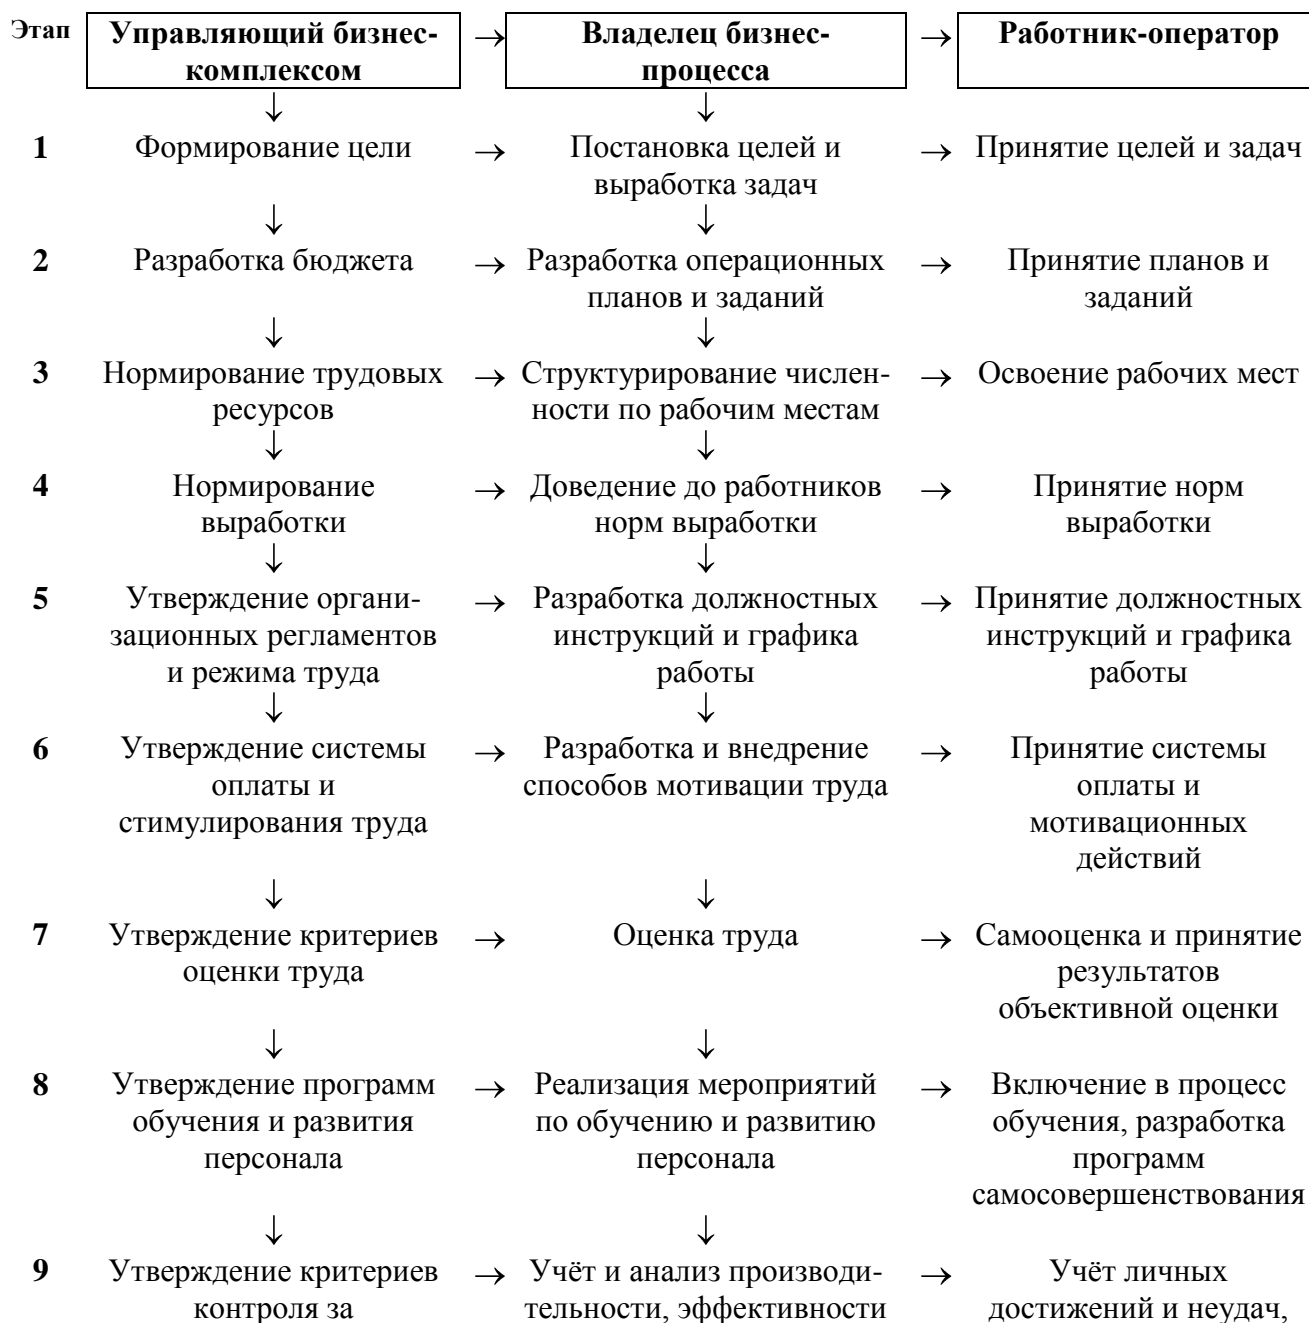 Этап Управляющий бизнес- → Владелец бизнес- → Работник-оператор
комплексом процесса
↓ ↓
1 Формирование цели → Постановка целей и → Принятие целей и задач
выработка задач
↓ ↓
2 Разработка бюджета → Разработка операционных → Принятие планов и
планов и заданий заданий
↓ ↓
3 Нормирование трудовых → Структурирование числен- → Освоение рабочих мест
ресурсов ности по рабочим местам
↓ ↓
4 Нормирование → Доведение до работников → Принятие норм
выработки норм выработки выработки
↓ ↓
5 Утверждение органи- → Разработка должностных → Принятие должностных
зационных регламентов инструкций и графика инструкций и графика
и режима труда работы работы
↓ ↓
6 Утверждение системы → Разработка и внедрение → Принятие системы
оплаты и способов мотивации труда оплаты и
стимулирования труда мотивационных
действий
↓ ↓
7 Утверждение критериев → Оценка труда → Самооценка и принятие
оценки труда результатов
объективной оценки
↓ ↓
8 Утверждение программ → Реализация мероприятий → Включение в процесс
обучения и развития по обучению и развитию обучения, разработка
персонала персонала программ
самосовершенствования
↓ ↓
9 Утверждение критериев → Учёт и анализ производи- → Учёт личных
контроля за тельности, эффективности достижений и неудач,